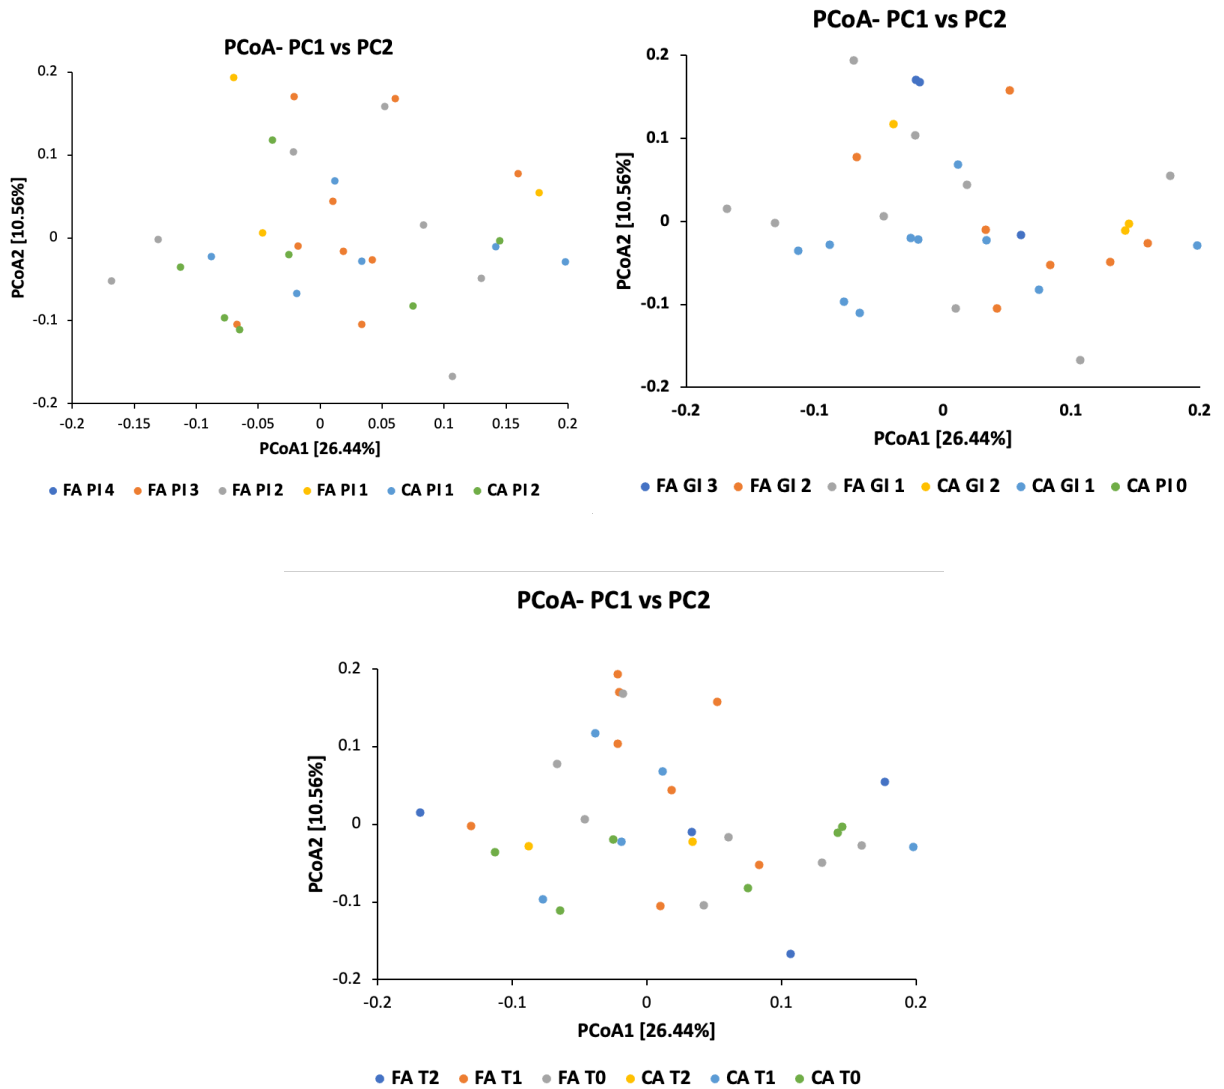 PCoA- PC1 vs PC2
0.2
0.1
0
-0.1
-0.2
PCoA2 [10.56%]
-0.2 -0.15 -0.1 -0.05 0 0.05 0.1 0.15 0.2
PCoA1 [26.44%]
FA PI 4 FA PI 3 FA PI 2 FA PI 1 CA PI 1 CA PI 2
PCoA- PC1 vs PC2
0.2
0.1
0
-0.1
-0.2
PCoA2 [10.56%]
-0.2 -0.1 0 0.1 0.2
PCoA1 [26.44%]
FA GI 3 FA GI 2 FA GI 1 CA GI 2 CA GI 1 CA PI 0
PCoA- PC1 vs PC2
0.2
0.1
0
-0.1
-0.2
PCoA2 [10.56%]
-0.2 -0.1 0 0.1 0.2
PCoA1 [26.44%]
FA T2 FA T1 FA T0 CA T2 CA T1 CA T0